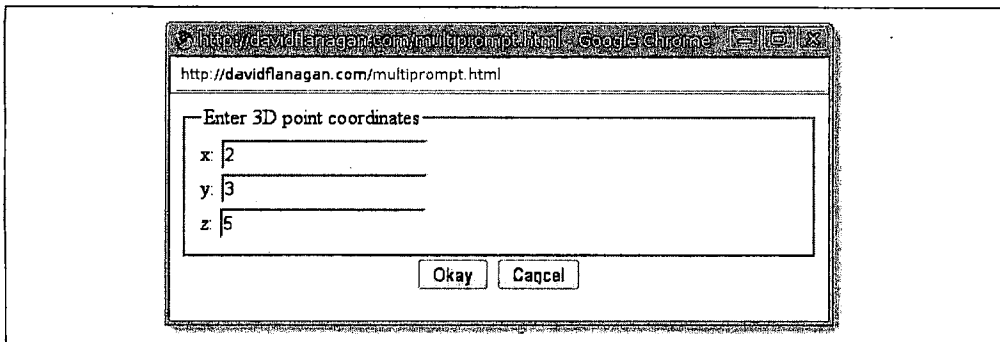 http://davidflanagan.com/multiprompt.html - Google Chrome
http://davidflanagan.com/multiprompt.html
Enter 3D point coordinates
x: 2
y: 3
z: 5
Okay Cancel